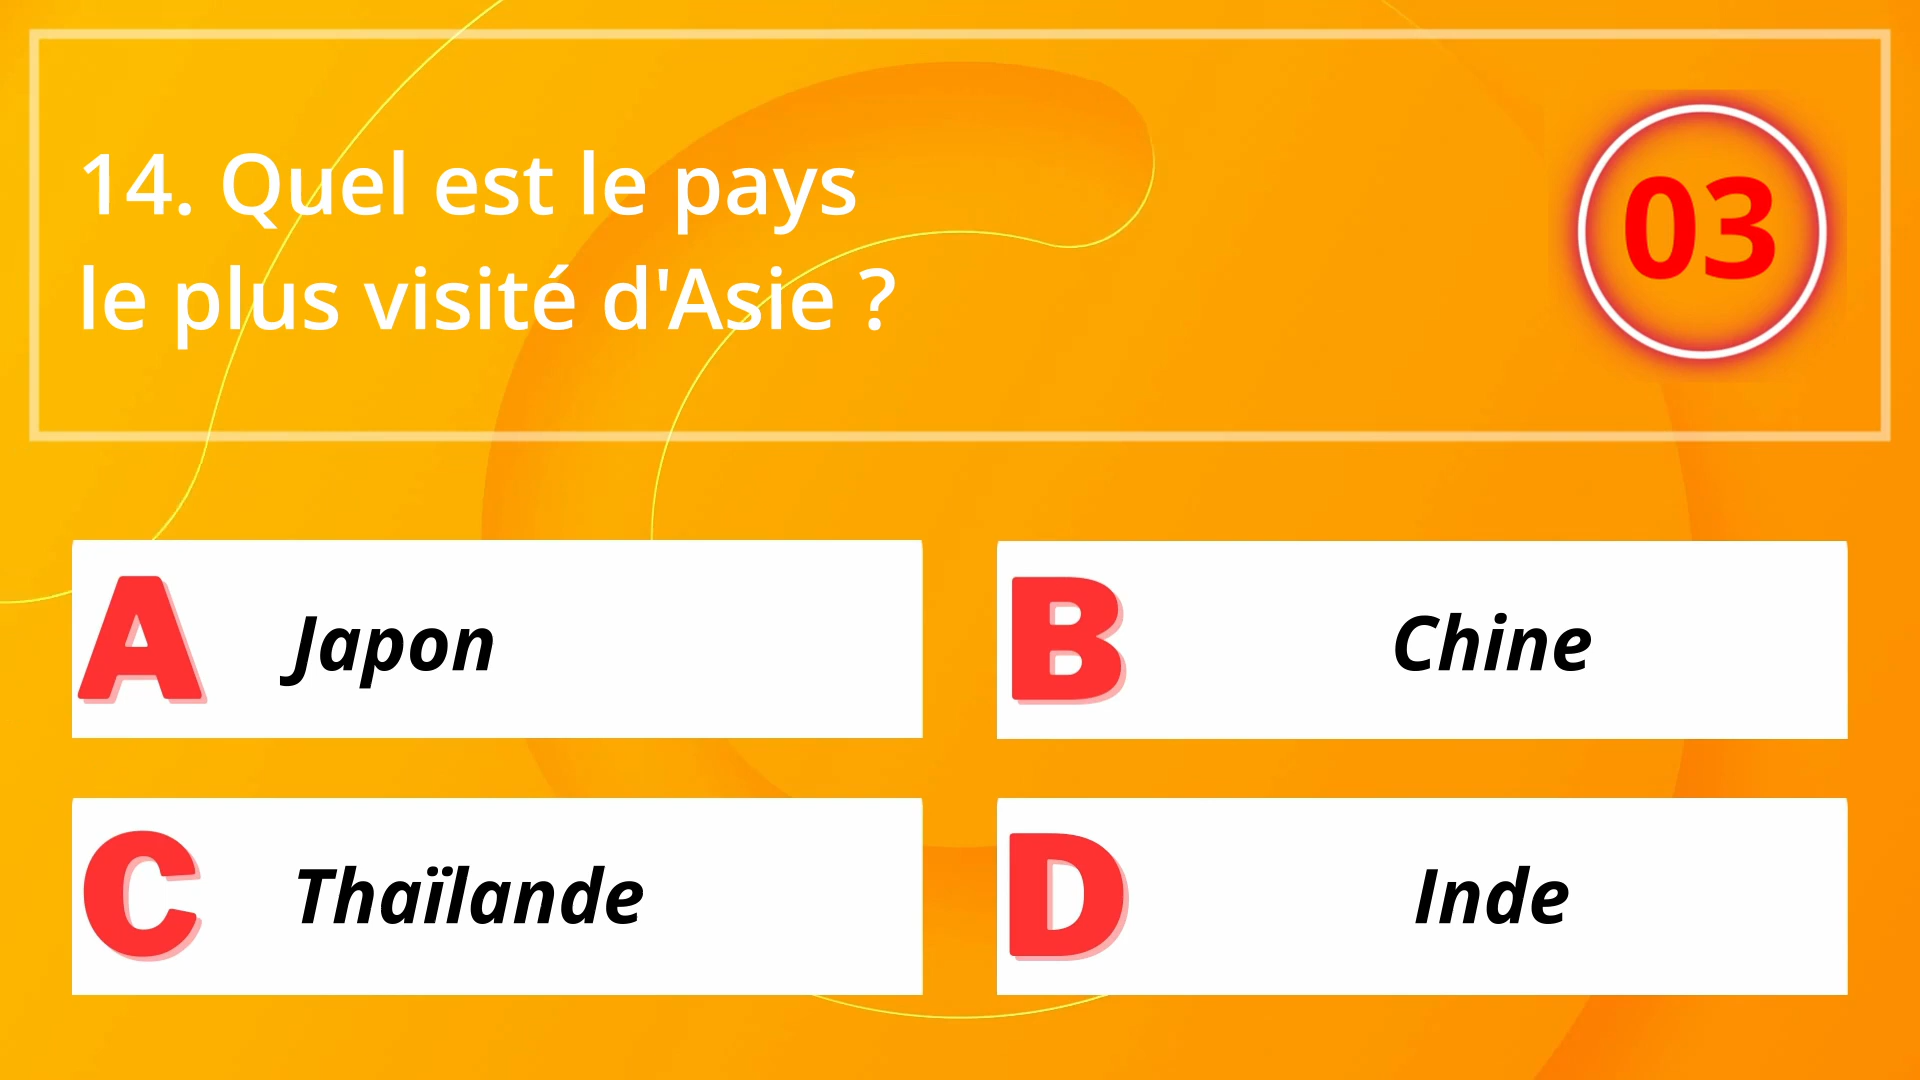 14. Quel est le pays
le plus visité d'Asie ?
03
A
Japon
B
Chine
C
Thaïlande
D
Inde